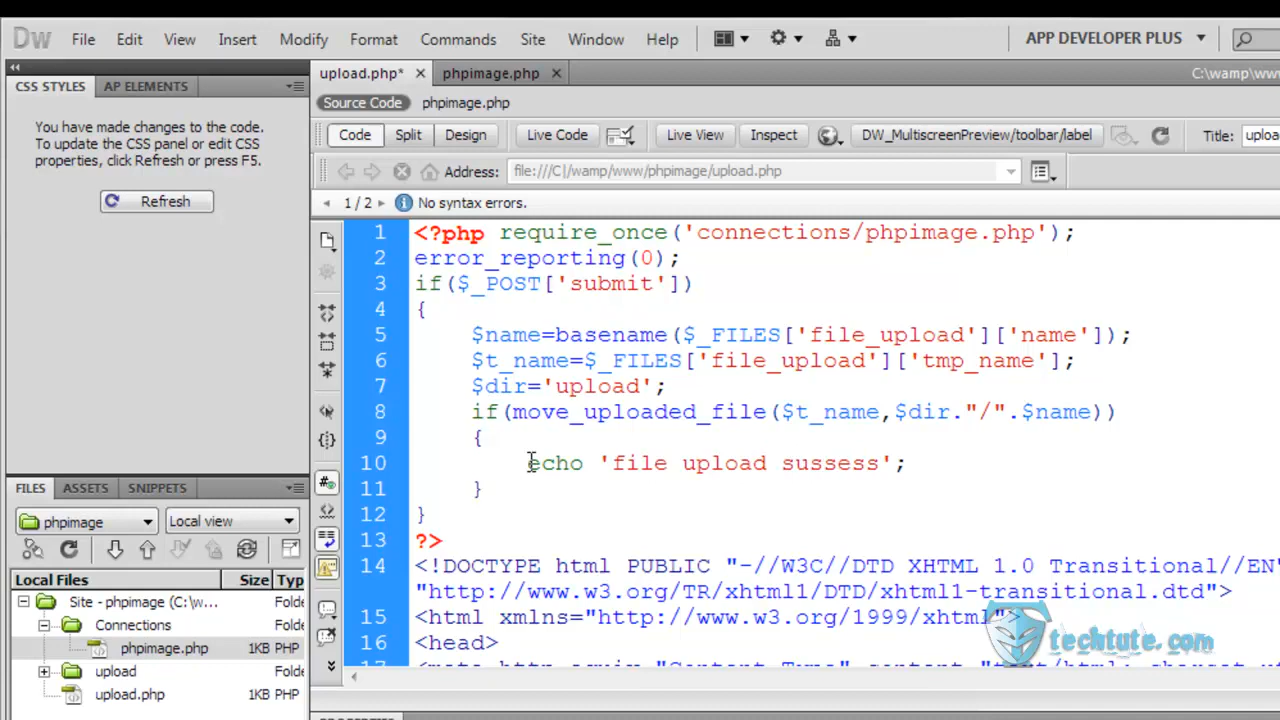 Dw File Edit View Insert Modify Format Commands Site Window Help APP DEVELOPER PLUS
CSS STYLES AP ELEMENTS
upload.php* phpimage.php C:\wamp\www
Source Code phpimage.php
You have made changes to the code.
To update the CSS panel or edit CSS
properties, click Refresh or press F5.
Refresh
Code Split Design Live Code Live View Inspect DW_MultiscreenPreview/toolbar/label Title: uploa
Address: file:///C|/wamp/www/phpimage/upload.php
1 / 2 No syntax errors.
1 <?php require_once('connections/phpimage.php');
2 error_reporting(0);
3 if($_POST['submit'])
4 {
5 $name=basename($_FILES['file_upload']['name']);
6 $t_name=$_FILES['file_upload']['tmp_name'];
7 $dir='upload';
8 if(move_uploaded_file($t_name,$dir."/".$name))
9 {
10 echo 'file upload sussess';
11 }
12 }
13 ?>
14 <!DOCTYPE html PUBLIC "-//W3C//DTD XHTML 1.0 Transitional//EN"
"http://www.w3.org/TR/xhtml1/DTD/xhtml1-transitional.dtd">
15 <html xmlns="http://www.w3.org/1999/xhtml">
16 <head>
FILES ASSETS SNIPPETS
phpimage Local view
Local Files Size Typ
Site - phpimage (C:\w... Folde
Connections Folde
phpimage.php 1KB PHP
upload Folde
upload.php 1KB PHP
techtute.com